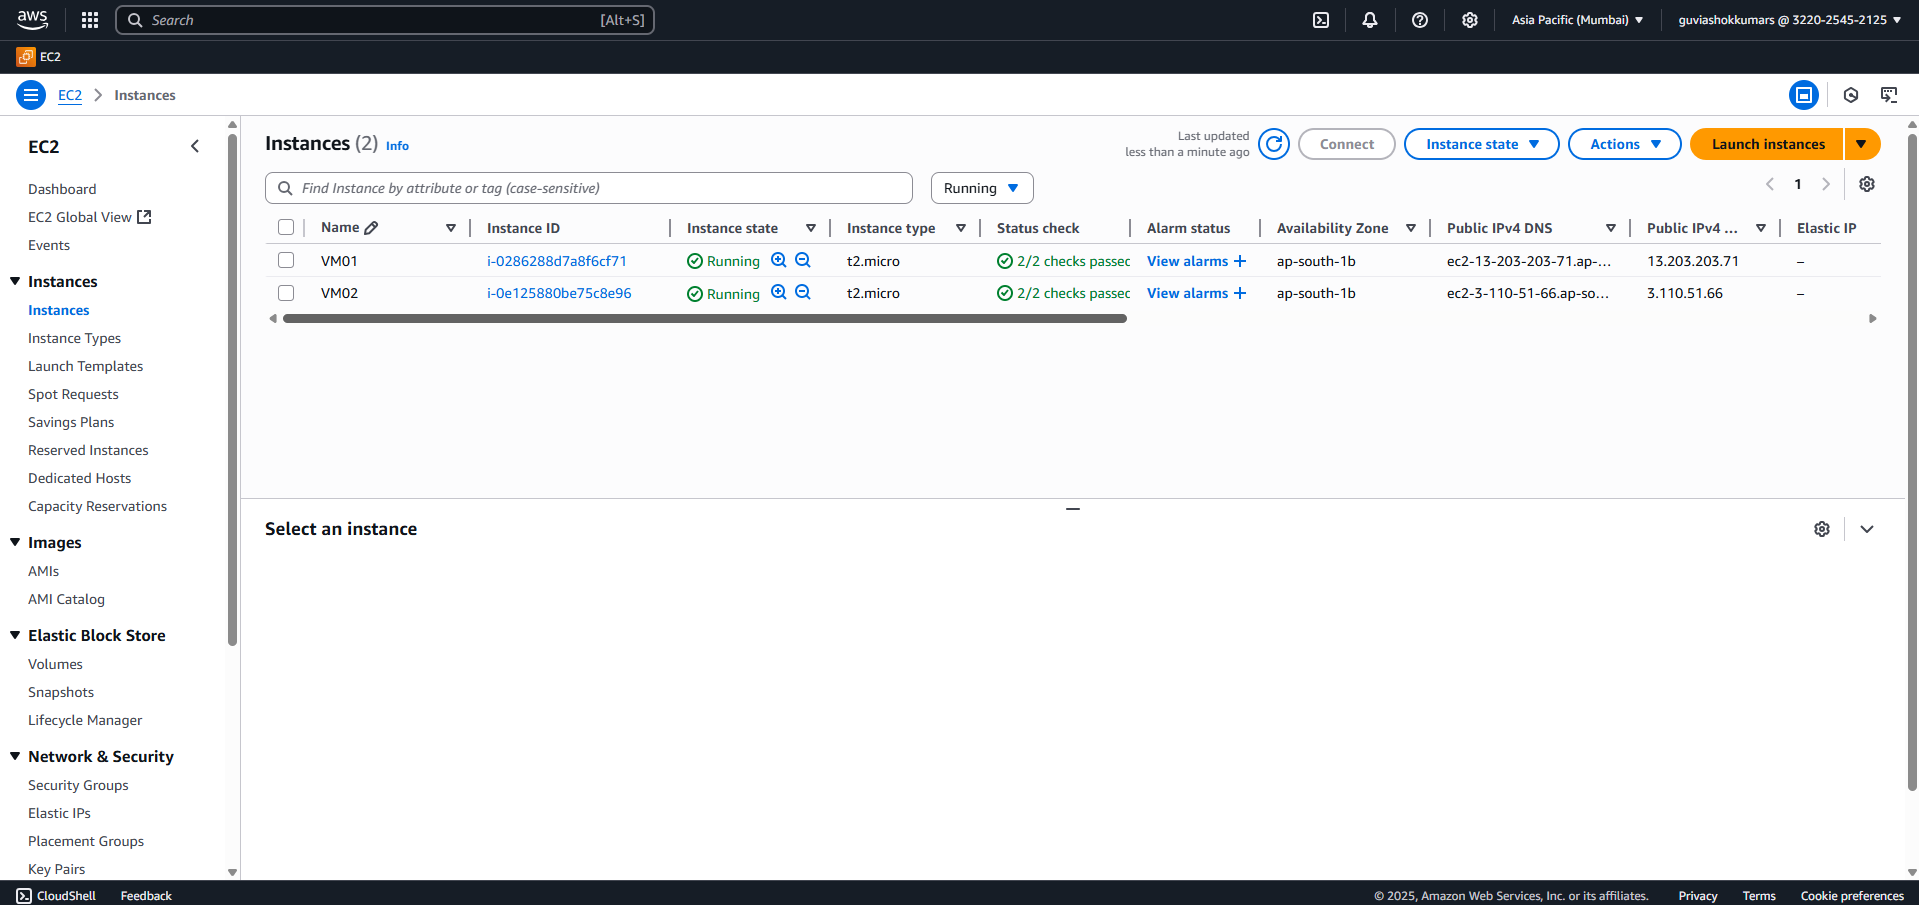 aws Search [Alt+S] Asia Pacific (Mumbai) guviashokkumars @ 3220-2545-2125
EC2
EC2 Instances
EC2
Dashboard
EC2 Global View
Events
Instances
Instances
Instance Types
Launch Templates
Spot Requests
Savings Plans
Reserved Instances
Dedicated Hosts
Capacity Reservations
Images
AMIs
AMI Catalog
Elastic Block Store
Volumes
Snapshots
Lifecycle Manager
Network & Security
Security Groups
Elastic IPs
Placement Groups
Key Pairs
Instances (2) Info
Last updated
less than a minute ago
Connect Instance state Actions Launch instances
Find Instance by attribute or tag (case-sensitive) Running 1
Name Instance ID Instance state Instance type Status check Alarm status Availability Zone Public IPv4 DNS Public IPv4 ... Elastic IP
VM01 i-0286288d7a8f6cf71 Running t2.micro 2/2 checks passed View alarms + ap-south-1b ec2-13-203-203-71.ap-... 13.203.203.71 –
VM02 i-0e125880be75c8e96 Running t2.micro 2/2 checks passed View alarms + ap-south-1b ec2-3-110-51-66.ap-so... 3.110.51.66 –
Select an instance
CloudShell Feedback © 2025, Amazon Web Services, Inc. or its affiliates. Privacy Terms Cookie preferences